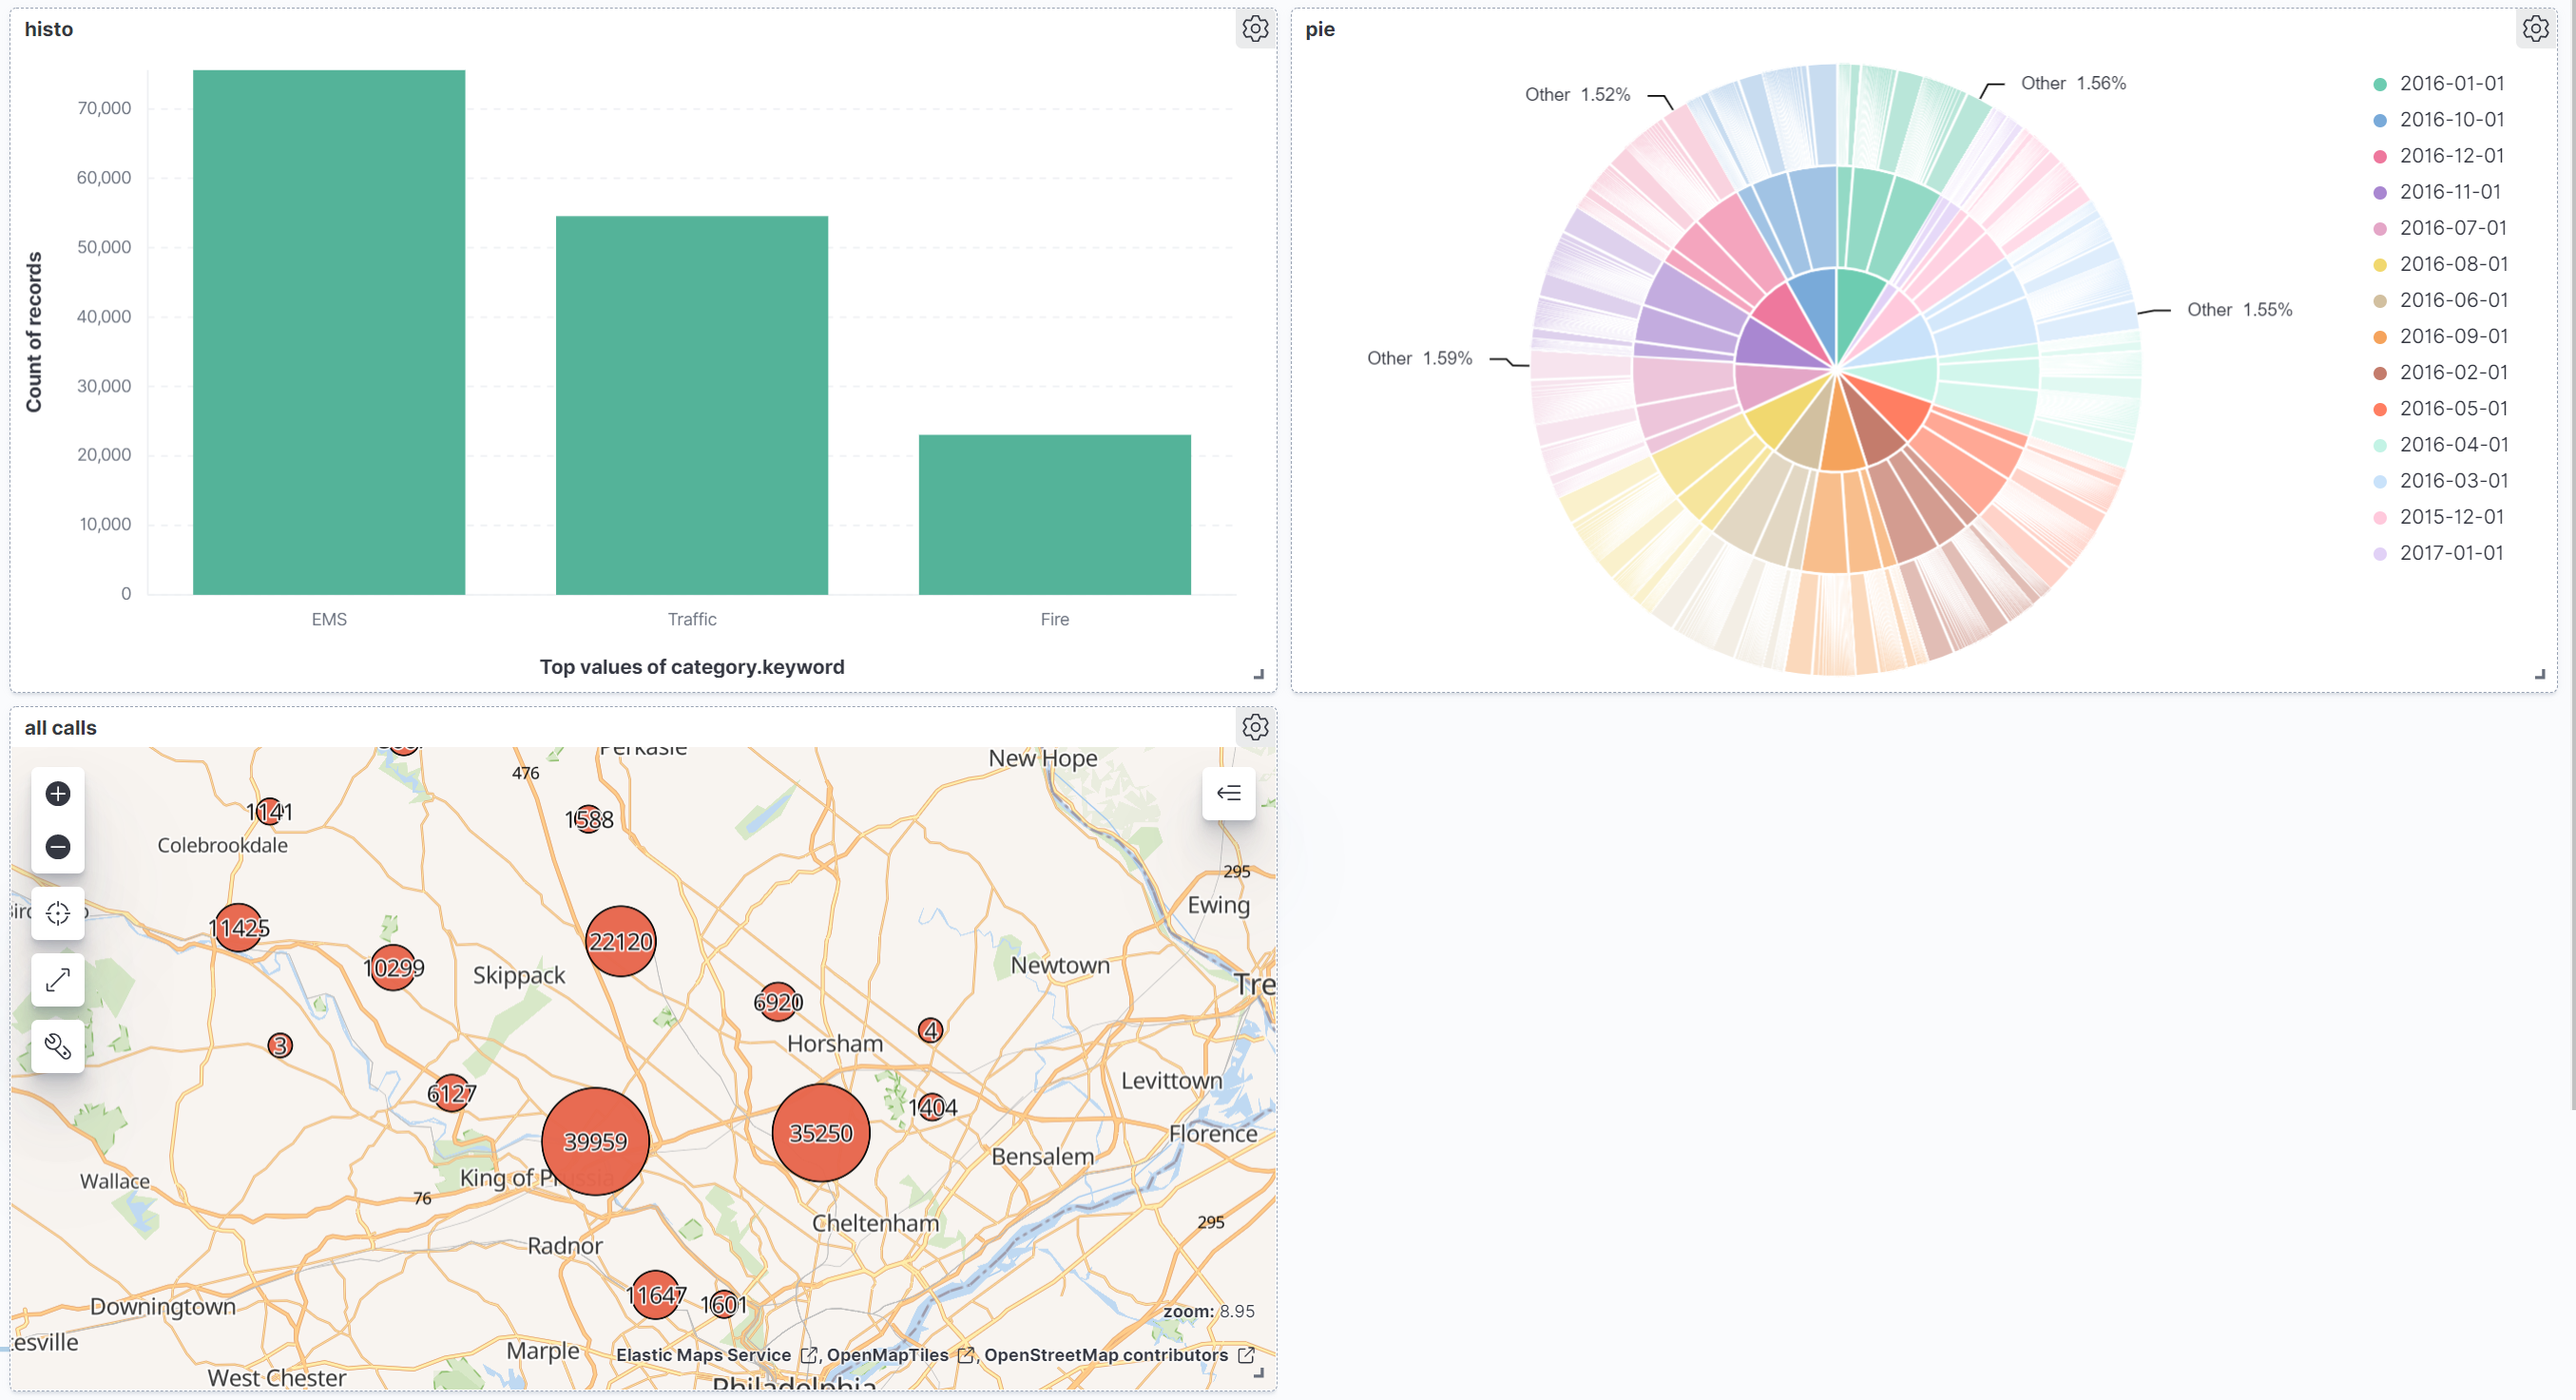 histo
70,000
60,000
50,000
40,000
30,000
20,000
10,000
0
Count of records
EMS
Traffic
Fire
Top values of category.keyword
pie
Other 1.52%
Other 1.56%
Other 1.55%
Other 1.59%
2016-01-01
2016-10-01
2016-12-01
2016-11-01
2016-07-01
2016-08-01
2016-06-01
2016-09-01
2016-02-01
2016-05-01
2016-04-01
2016-03-01
2015-12-01
2017-01-01
all calls
Perkasie
New Hope
476
1141
1588
Colebrookdale
295
Ewing
11425
22120
10299
Skippack
Newtown
Tre
6920
4
Horsham
3
Levittown
6127
1404
39959
35250
Florence
Bensalem
King of Prussia
Wallace
76
Cheltenham
295
Radnor
11647
1601
Downingtown
zoom: 8.95
esville
Marple
Elastic Maps Service , OpenMapTiles , OpenStreetMap contributors
West Chester
Philadelphia